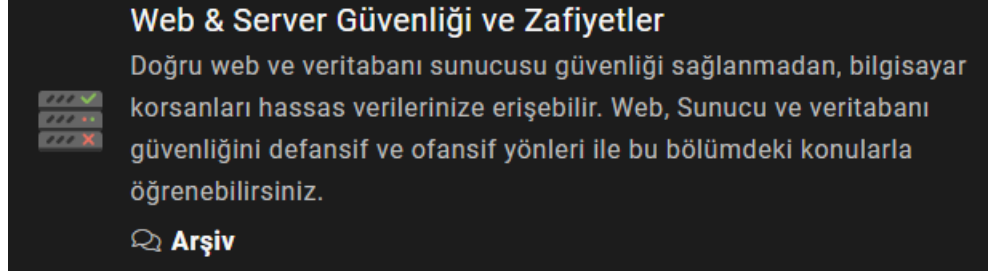 Web & Server Güvenliği ve Zafiyetler
Doğru web ve veritabanı sunucusu güvenliği sağlanmadan, bilgisayar
korsanları hassas verilerinize erişebilir. Web, Sunucu ve veritabanı
güvenliğini defansif ve ofansif yönleri ile bu bölümdeki konularla
öğrenebilirsiniz.
Arşiv